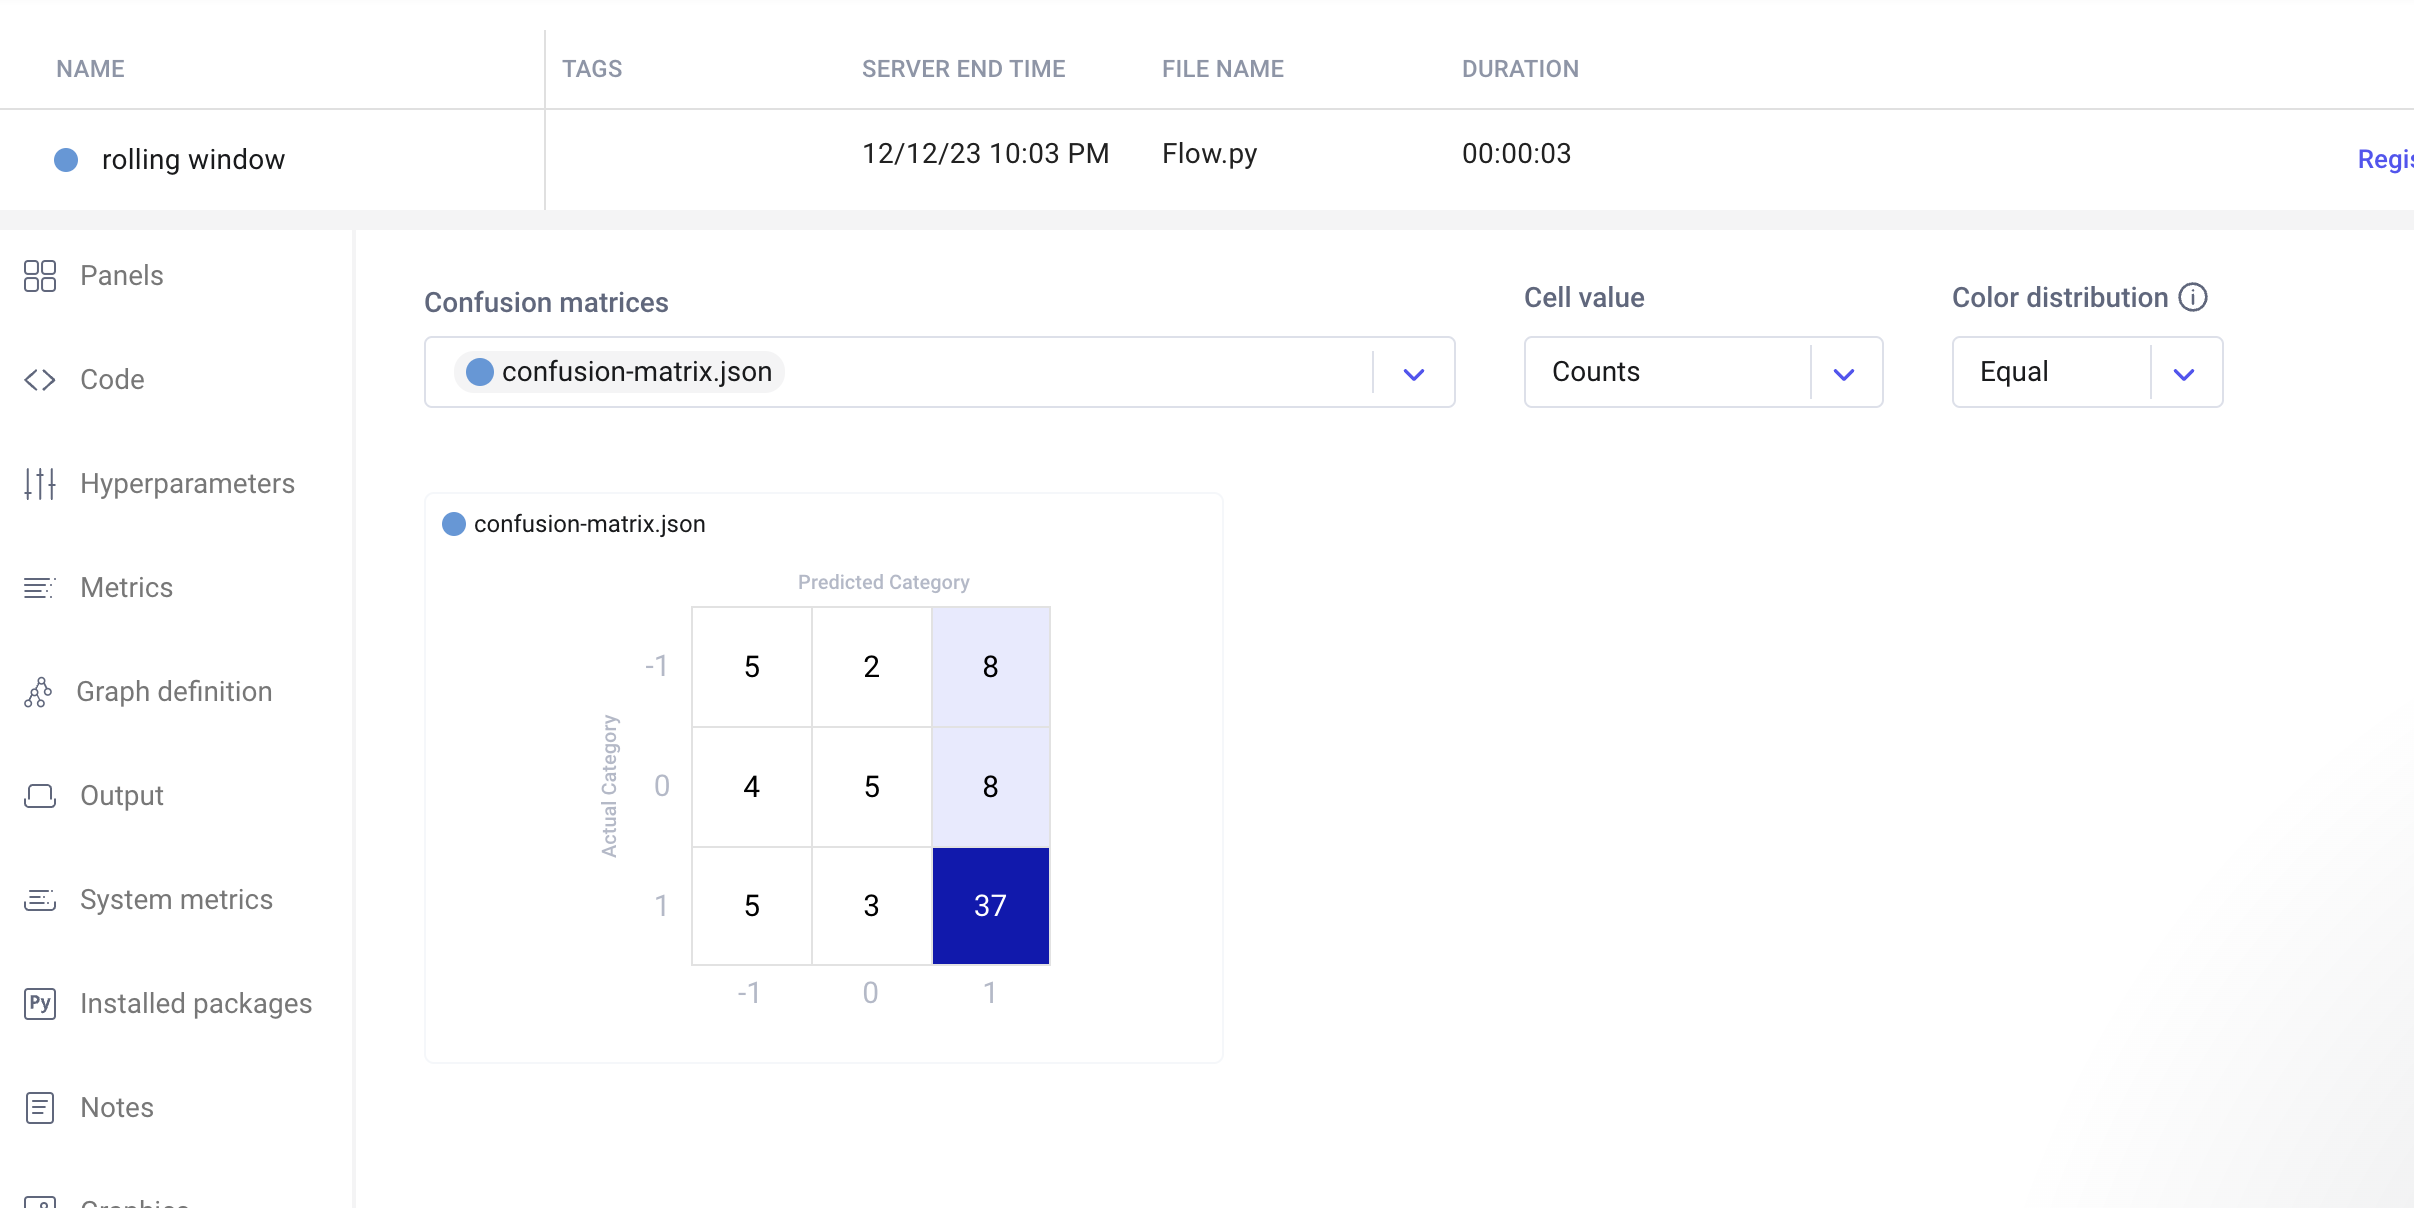 NAME TAGS SERVER END TIME FILE NAME DURATION
rolling window 12/12/23 10:03 PM Flow.py 00:00:03
Panels
Code
Hyperparameters
Metrics
Graph definition
Output
System metrics
Py Installed packages
Notes
Confusion matrices
Cell value
Color distribution
confusion-matrix.json
Counts
Equal
confusion-matrix.json
Predicted Category
Actual Category
-1 5 2 8
0 4 5 8
1 5 3 37
-1 0 1